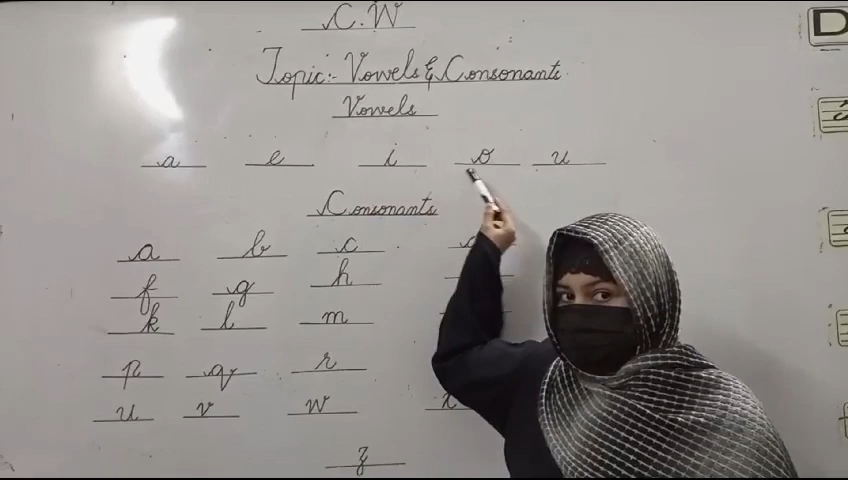 C.W
Topic:- Vowels & Consonants
Vowels
a e i o u
Consonants
a b c
f g h
k l m
p q r
u v w x
z
D